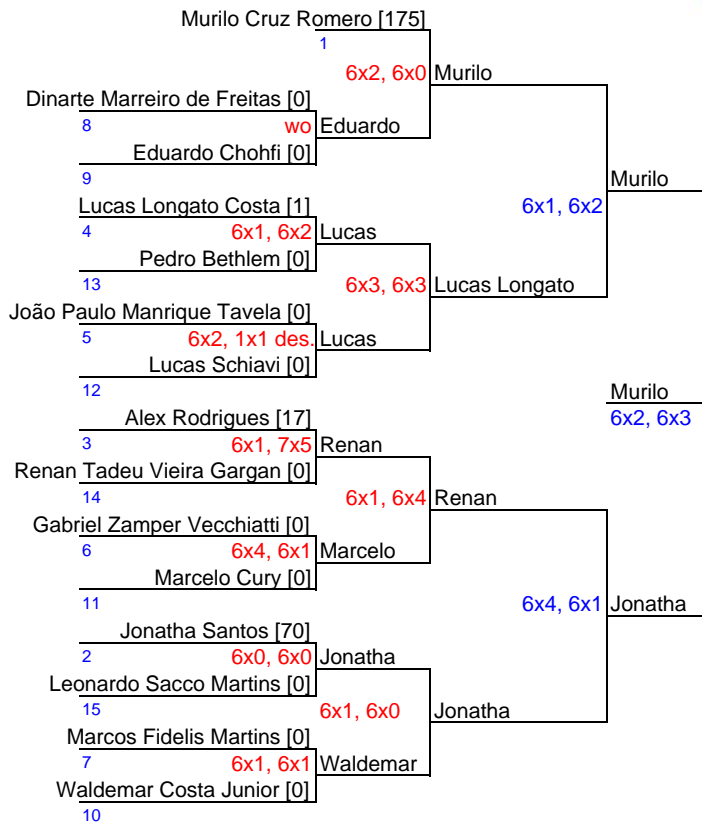 Murilo Cruz Romero [175]
1
6x2, 6x0 Murilo
Dinarte Marreiro de Freitas [0]
8 wo Eduardo
Eduardo Chohfi [0]
9
Murilo
Lucas Longato Costa [1]
6x1, 6x2
4 6x1, 6x2 Lucas
Pedro Bethlem [0]
13 6x3, 6x3 Lucas Longato
João Paulo Manrique Tavela [0]
5 6x2, 1x1 des. Lucas
Lucas Schiavi [0]
12
Murilo
Alex Rodrigues [17] 6x2, 6x3
3 6x1, 7x5 Renan
Renan Tadeu Vieira Gargan [0]
14 6x1, 6x4 Renan
Gabriel Zamper Vecchiatti [0]
6 6x4, 6x1 Marcelo
Marcelo Cury [0]
11 6x4, 6x1 Jonatha
Jonatha Santos [70]
2 6x0, 6x0 Jonatha
Leonardo Sacco Martins [0]
15 6x1, 6x0 Jonatha
Marcos Fidelis Martins [0]
7 6x1, 6x1 Waldemar
Waldemar Costa Junior [0]
10